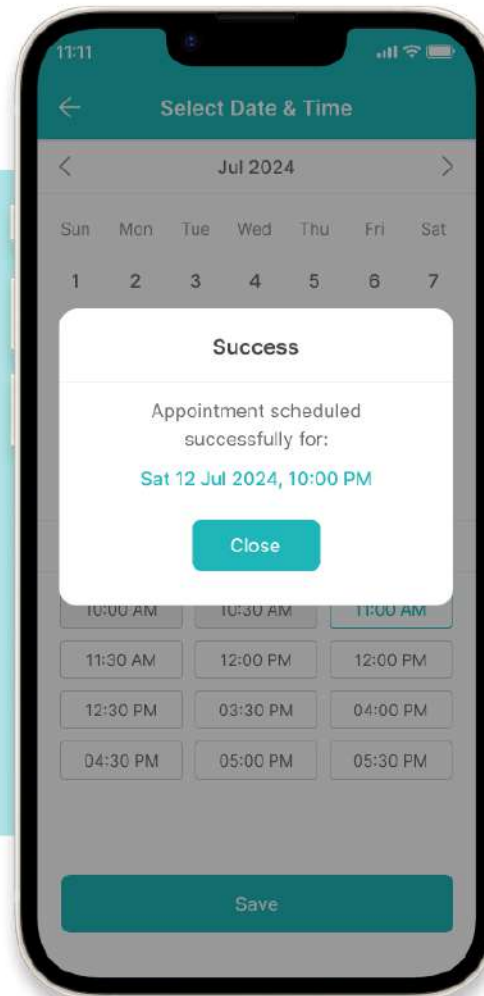 11:11
Select Date & Time
Jul 2024
Sun Mon Tue Wed Thu Fri Sat
1 2 3 4 5 6 7
Success
Appointment scheduled
successfully for:
Sat 12 Jul 2024, 10:00 PM
Close
10:00 AM 10:30 AM 11:00 AM
11:30 AM 12:00 PM 12:00 PM
12:30 PM 03:30 PM 04:00 PM
04:30 PM 05:00 PM 05:30 PM
Save